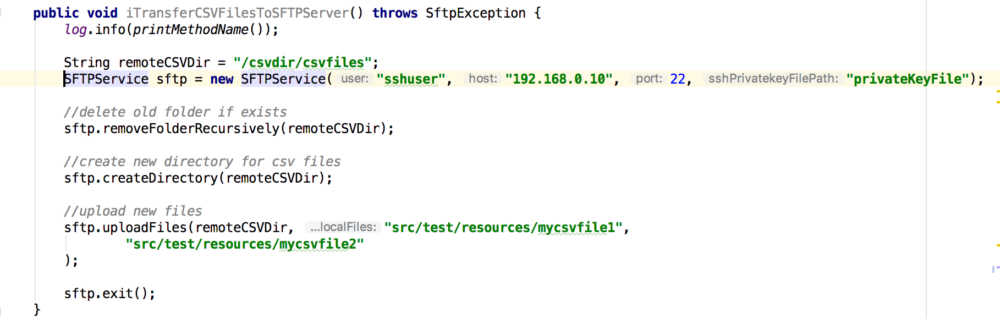 public void iTransferCSVFilesToSFTPServer() throws SftpException {
log.info(printMethodName());
String remoteCSVDir = "/csvdir/csvfiles";
SFTPService sftp = new SFTPService( user: "sshuser", host: "192.168.0.10", port: 22, sshPrivatekeyFilePath: "privateKeyFile");
//delete old folder if exists
sftp.removeFolderRecursively(remoteCSVDir);
//create new directory for csv files
sftp.createDirectory(remoteCSVDir);
//upload new files
sftp.uploadFiles(remoteCSVDir, ...localFiles: "src/test/resources/mycsvfile1",
"src/test/resources/mycsvfile2"
);
sftp.exit();
}